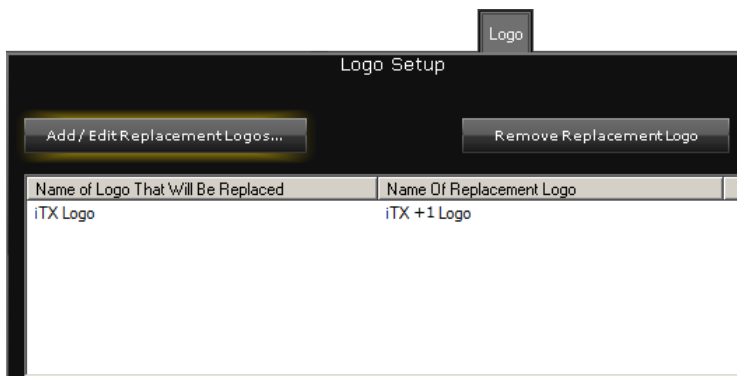 Logo
Logo Setup
Add / Edit Replacement Logos...
Remove Replacement Logo
Name of Logo That Will Be Replaced
Name Of Replacement Logo
iTX Logo
iTX +1 Logo